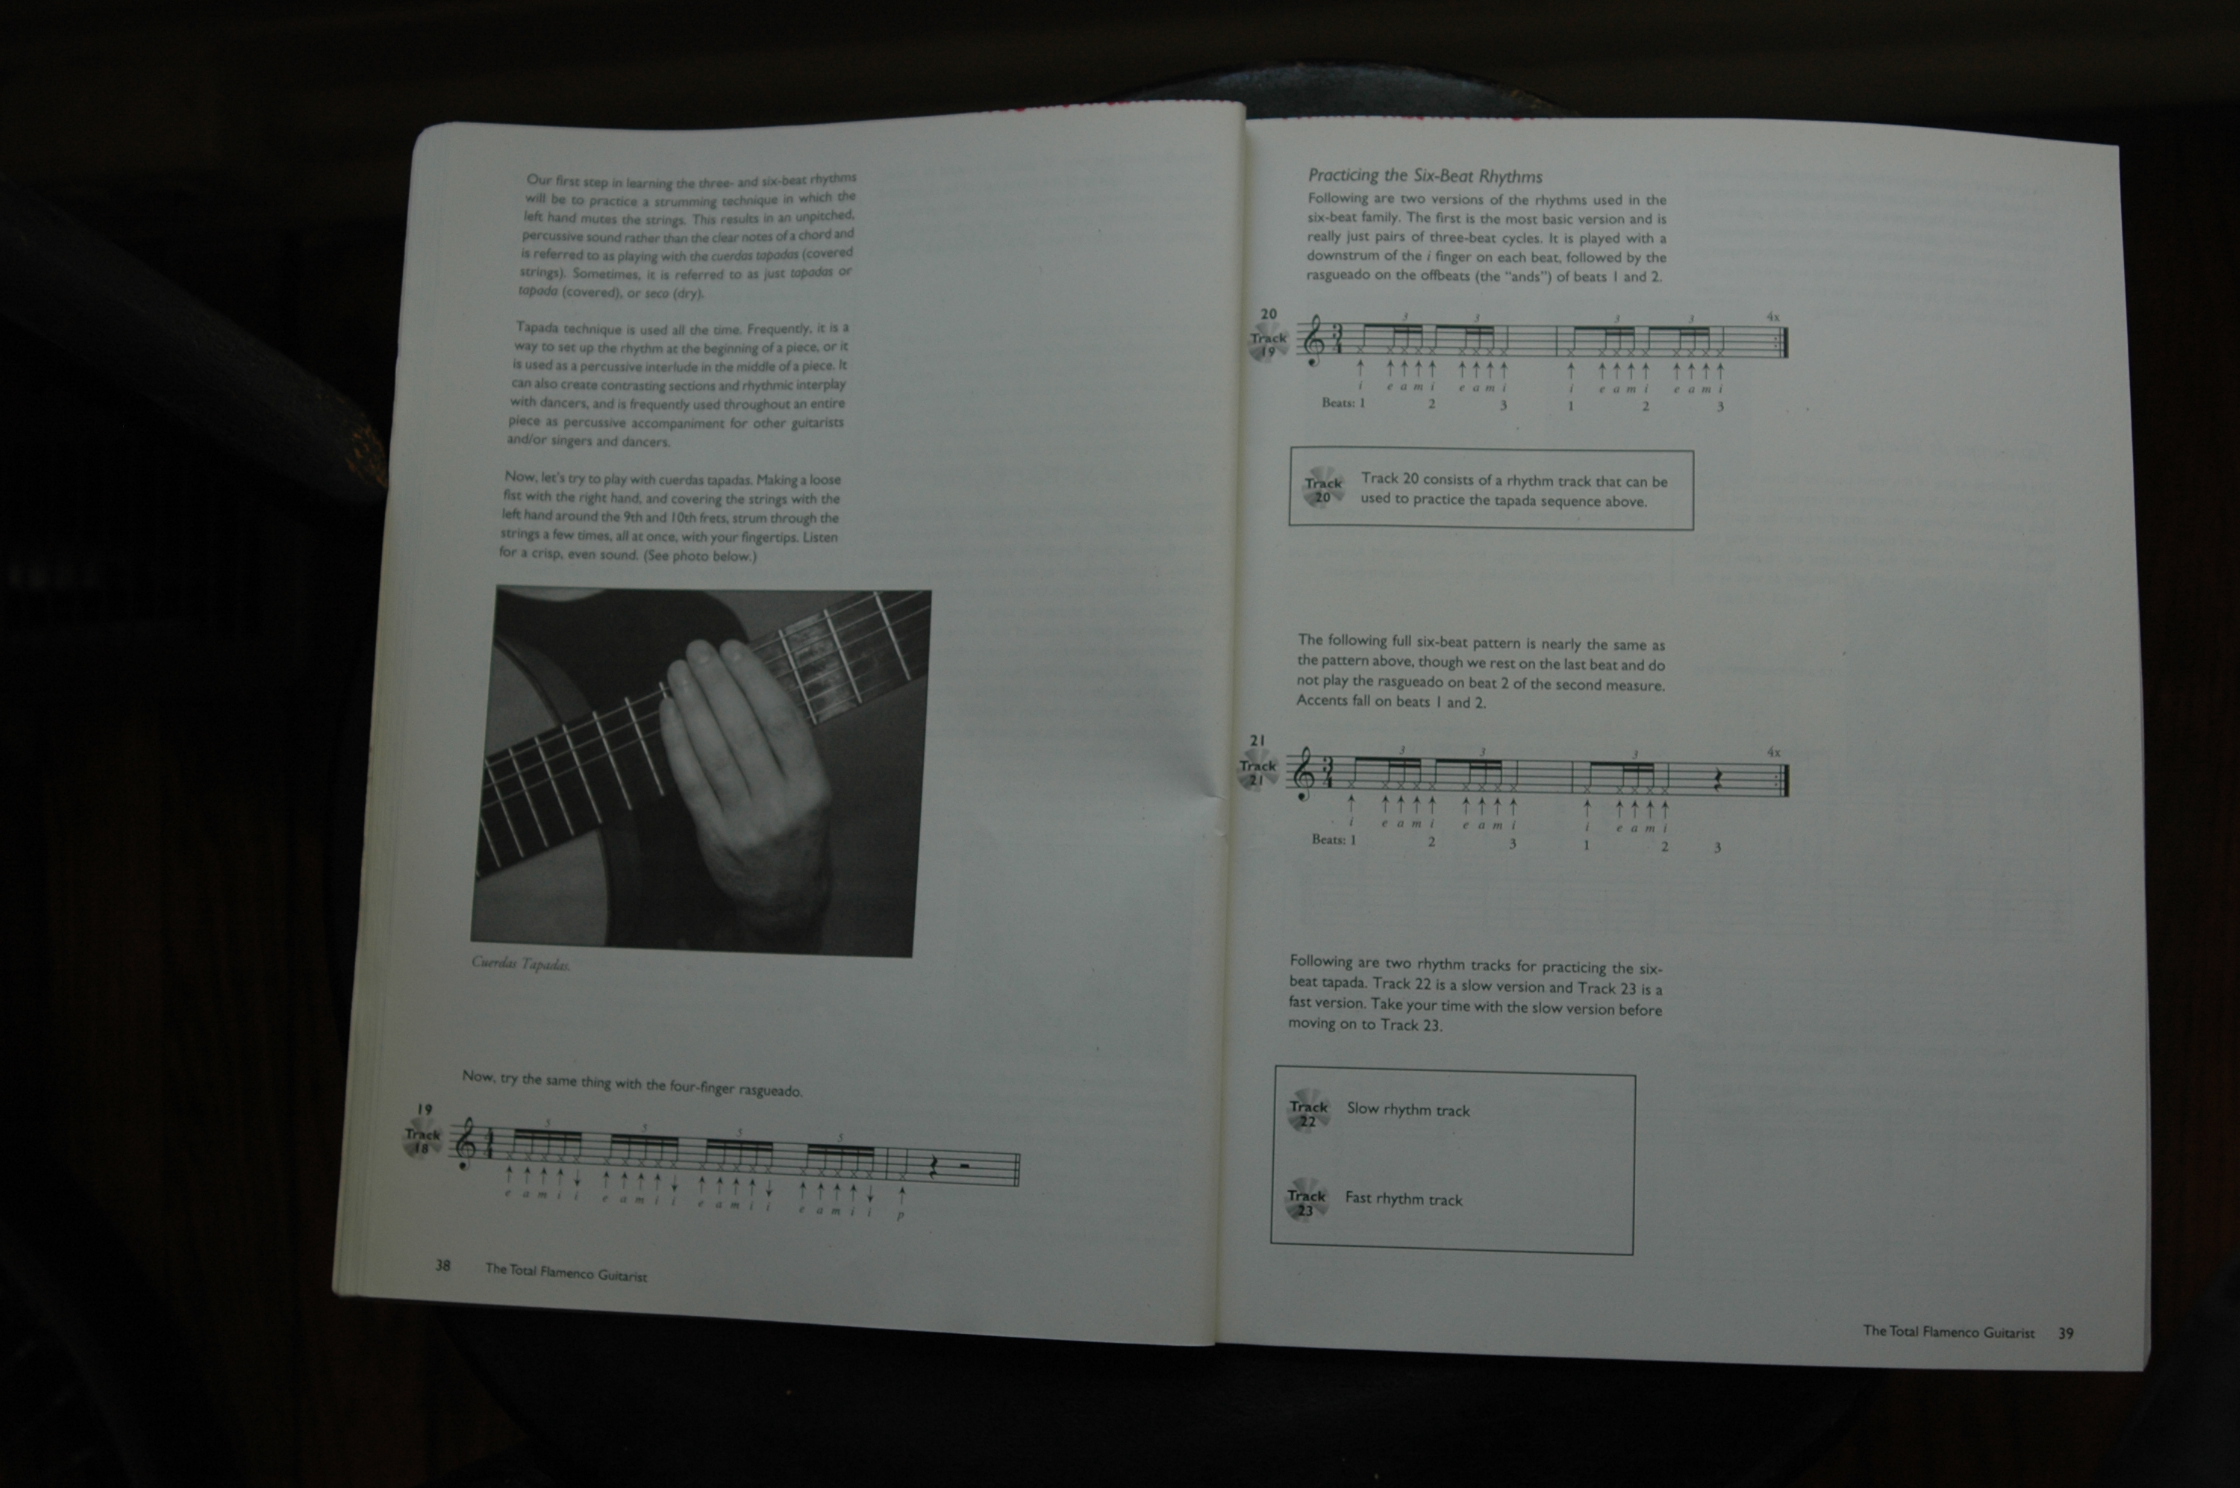 Our first step in learning the three- and six-beat rhythms
will be to practice a strumming technique in which the
left hand mutes the strings. This results in an unpitched,
percussive sound rather than the clear notes of a chord and
is referred to as playing with the cuerdas tapadas (covered
strings). Sometimes, it is referred to as just tapadas or
tapada (covered), or seco (dry).
Tapada technique is used all the time. Frequently, it is a
way to set up the rhythm at the beginning of a piece, or it
is used as a percussive interlude in the middle of a piece. It
can also create contrasting sections and rhythmic interplay
with dancers, and is frequently used throughout an entire
piece as percussive accompaniment for other guitarists
and/or singers and dancers.
Now, let's try to play with cuerdas tapadas. Making a loose
fist with the right hand, and covering the strings with the
left hand around the 9th and 10th frets, strum through the
strings a few times, all at once, with your fingertips. Listen
for a crisp, even sound. (See photo below.)
Cuerdas Tapadas.
Now, try the same thing with the four-finger rasgueado.
19
Track
18
5 5 5 5
e a m i i e a m i i e a m i i e a m i i p
38 The Total Flamenco Guitarist
Practicing the Six-Beat Rhythms
Following are two versions of the rhythms used in the
six-beat family. The first is the most basic version and is
really just pairs of three-beat cycles. It is played with a
downstrum of the i finger on each beat, followed by the
rasgueado on the offbeats (the "ands") of beats 1 and 2.
20
Track
19
3 3 3 3 4x
3
4
i e a m i e a m i i e a m i e a m i
Beats: 1 2 3 1 2 3
Track
20
Track 20 consists of a rhythm track that can be
used to practice the tapada sequence above.
The following full six-beat pattern is nearly the same as
the pattern above, though we rest on the last beat and do
not play the rasgueado on beat 2 of the second measure.
Accents fall on beats 1 and 2.
21
Track
21
3 3 3 4x
3
4
i e a m i e a m i i e a m i
Beats: 1 2 3 1 2 3
Following are two rhythm tracks for practicing the six-
beat tapada. Track 22 is a slow version and Track 23 is a
fast version. Take your time with the slow version before
moving on to Track 23.
Track
22
Slow rhythm track
Track
23
Fast rhythm track
The Total Flamenco Guitarist 39